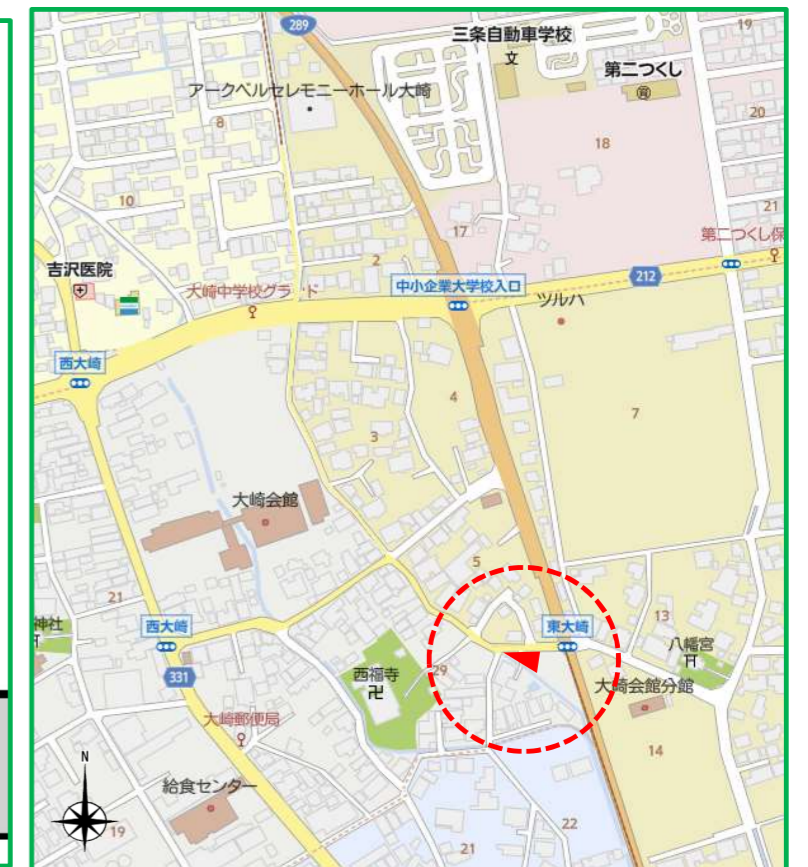 289
三条自動車学校
文
第二つくし
19
アークベルセレモニーホール大崎
8
20
18
10
17
21
第二つくし保
2
吉沢医院
大崎中学校グラ ド
中小企業大学校入口
212
ツルハ
西大崎
4
7
3
大崎会館
5
21
神社
西大崎
東大崎
13
八幡宮
331
西福寺
29
大崎会館分館
大崎郵便局
14
N
給食センター
19
22
21